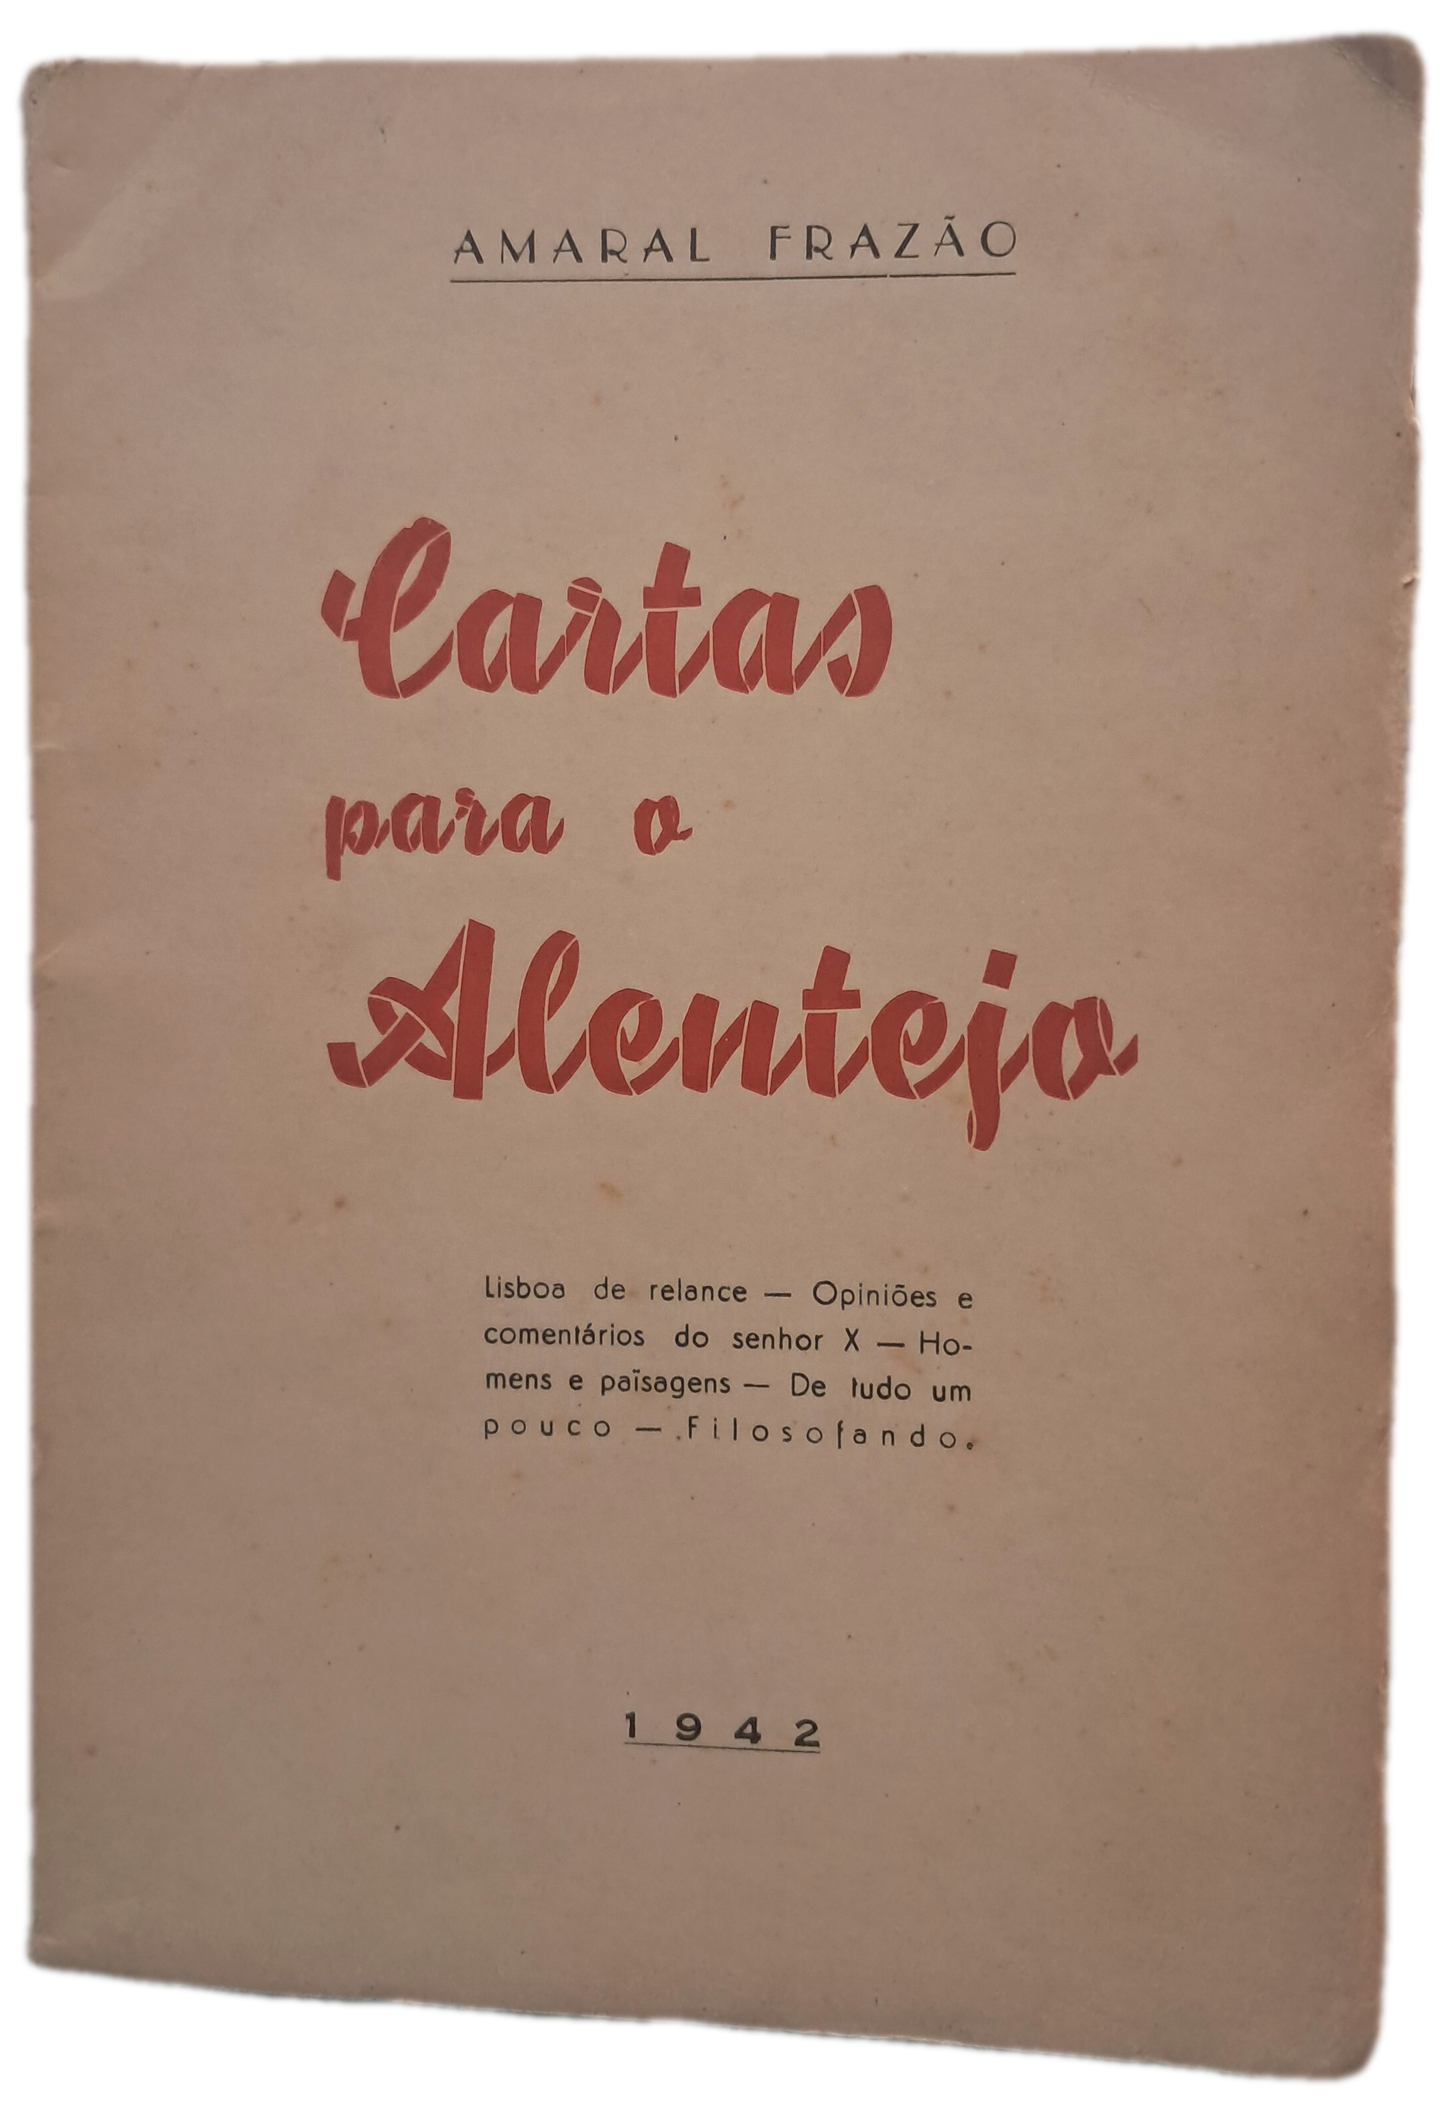 AMARAL FRAZÃO
Cartas
para o
Alentejo
Lisboa de relance — Opiniões e
comentários do senhor X — Ho-
mens e païsagens — De tudo um
pouco — Filosofando.
1942